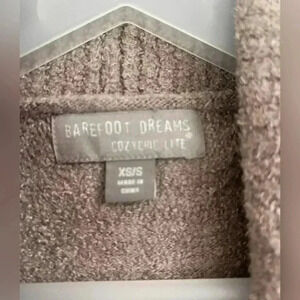 BAREFOOT DREAMS®
COZYCHIC LITE
XS/S
MADE IN
CHINA